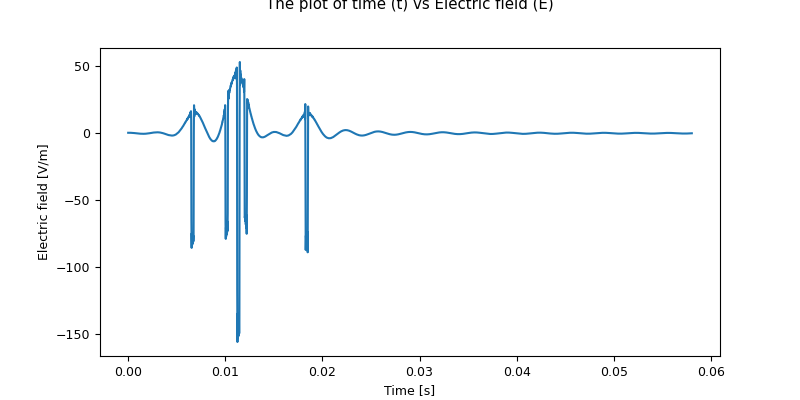 The plot of time (t) vs Electric field (E)
50
0
−50
−100
−150
Electric field [V/m]
0.00 0.01 0.02 0.03 0.04 0.05 0.06
Time [s]